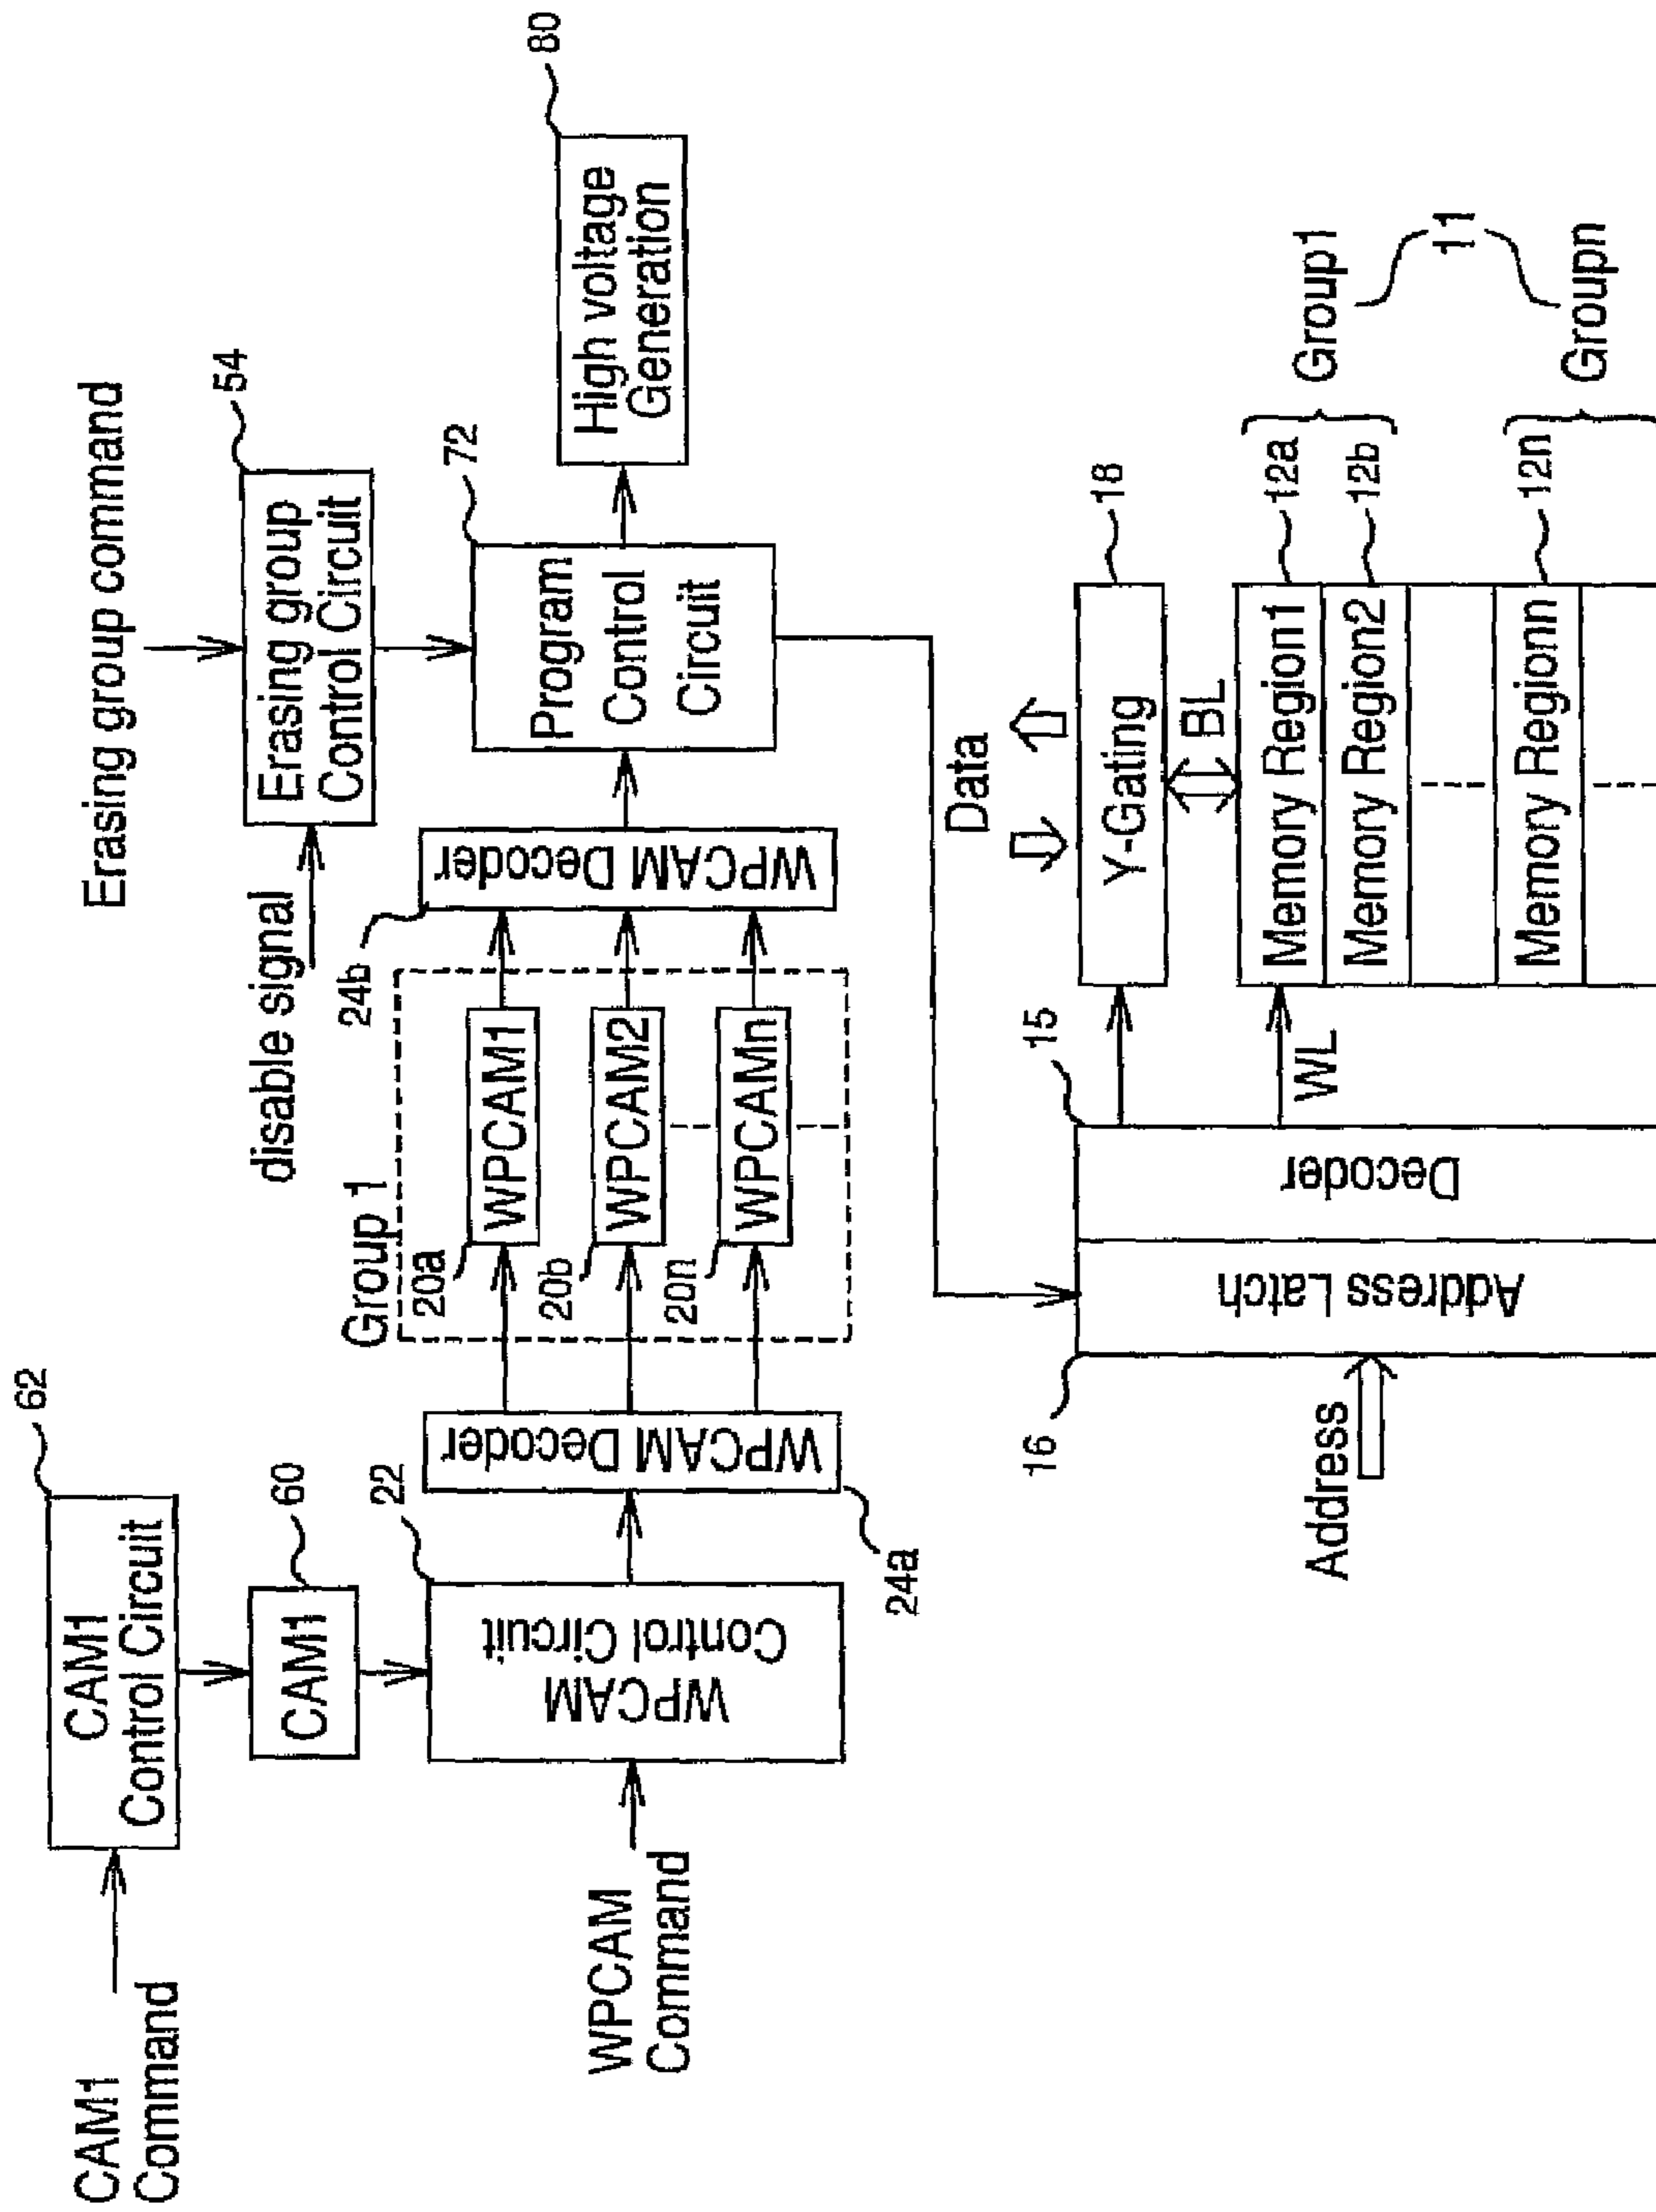 CAM1
Command
62
CAM1
Control Circuit
60
CAM1
WPCAM
Command
22
WPCAM
Control Circuit
24a
WPCAM Decoder
Group 1
20a
WPCAM1
20b
WPCAM2
20n
WPCAMn
24b
WPCAM Decoder
disable signal
Erasing group command
54
Erasing group
Control Circuit
72
Program
Control
Circuit
80
High voltage
Generation
Address
16
Address Latch
15
Decoder
WL
Data
18
Y-Gating
BL
Memory Region1
12a
Memory Region2
12b
Memory Regionn
12n
Group1
11
Groupn